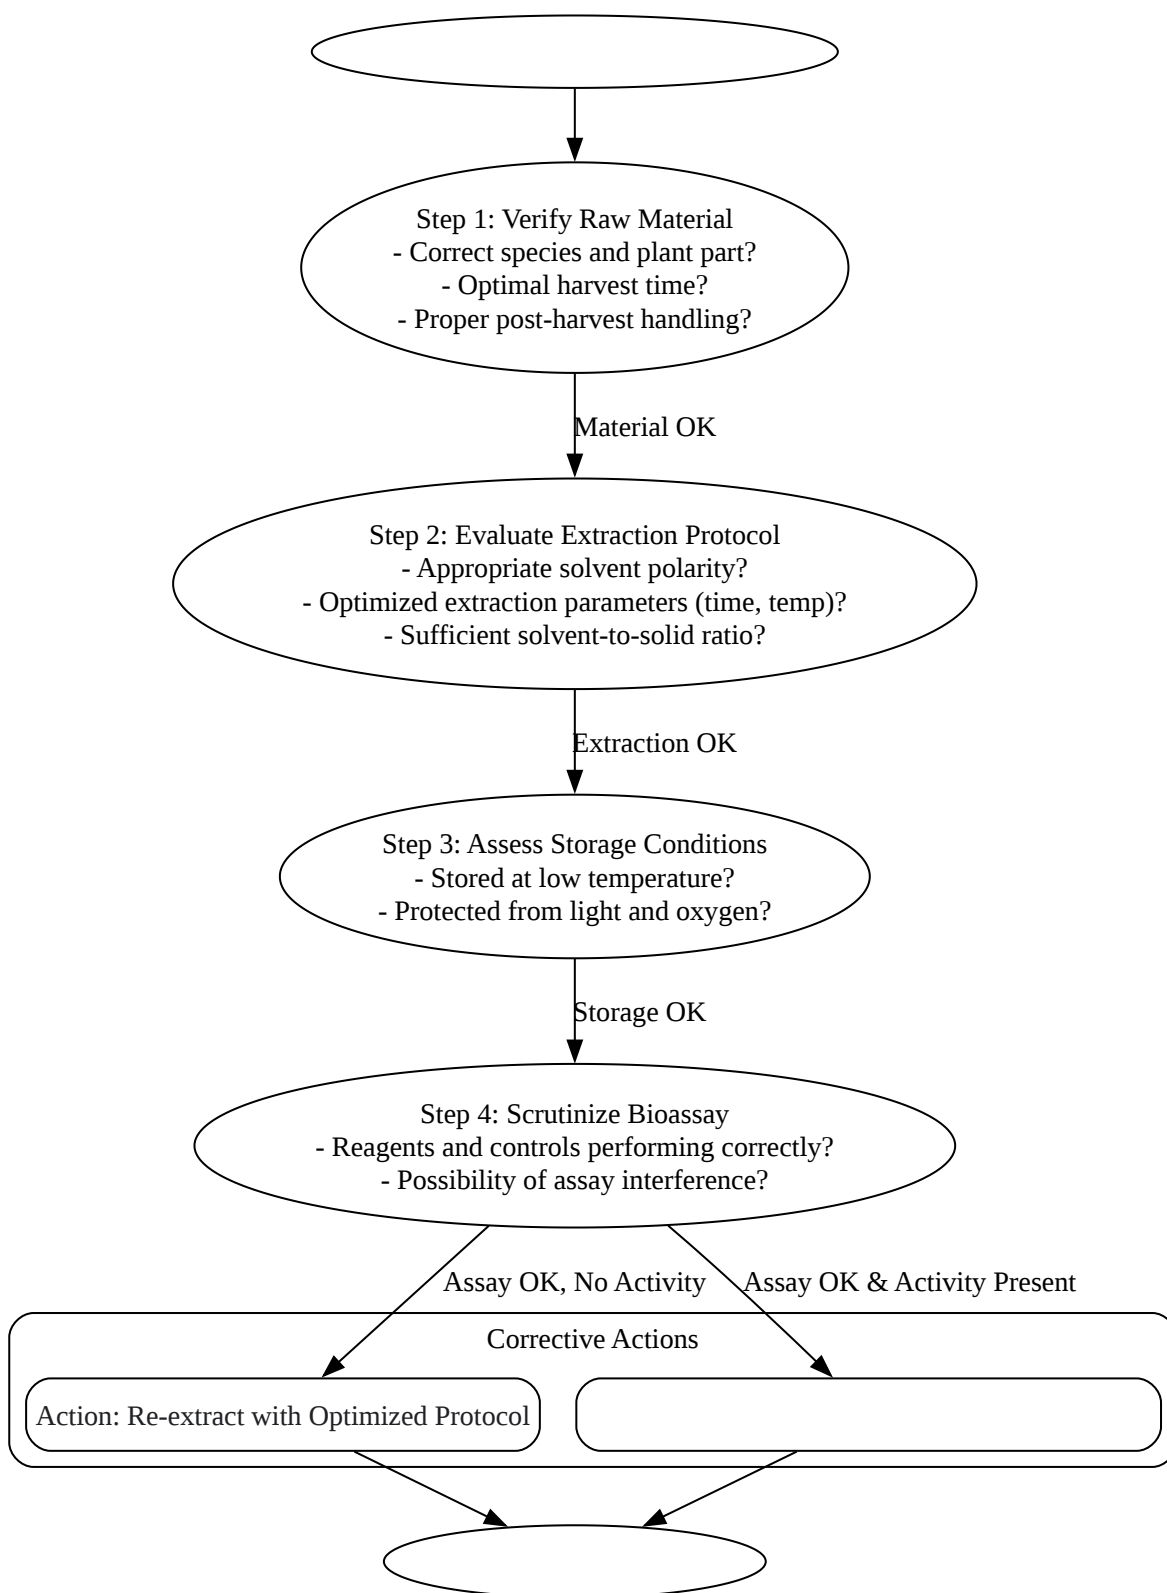 Step 1: Verify Raw Material
- Correct species and plant part?
- Optimal harvest time?
- Proper post-harvest handling?
Material OK
Step 2: Evaluate Extraction Protocol
- Appropriate solvent polarity?
- Optimized extraction parameters (time, temp)?
- Sufficient solvent-to-solid ratio?
Extraction OK
Step 3: Assess Storage Conditions
- Stored at low temperature?
- Protected from light and oxygen?
Storage OK
Step 4: Scrutinize Bioassay
- Reagents and controls performing correctly?
- Possibility of assay interference?
Assay OK, No Activity
Assay OK & Activity Present
Corrective Actions
Action: Re-extract with Optimized Protocol